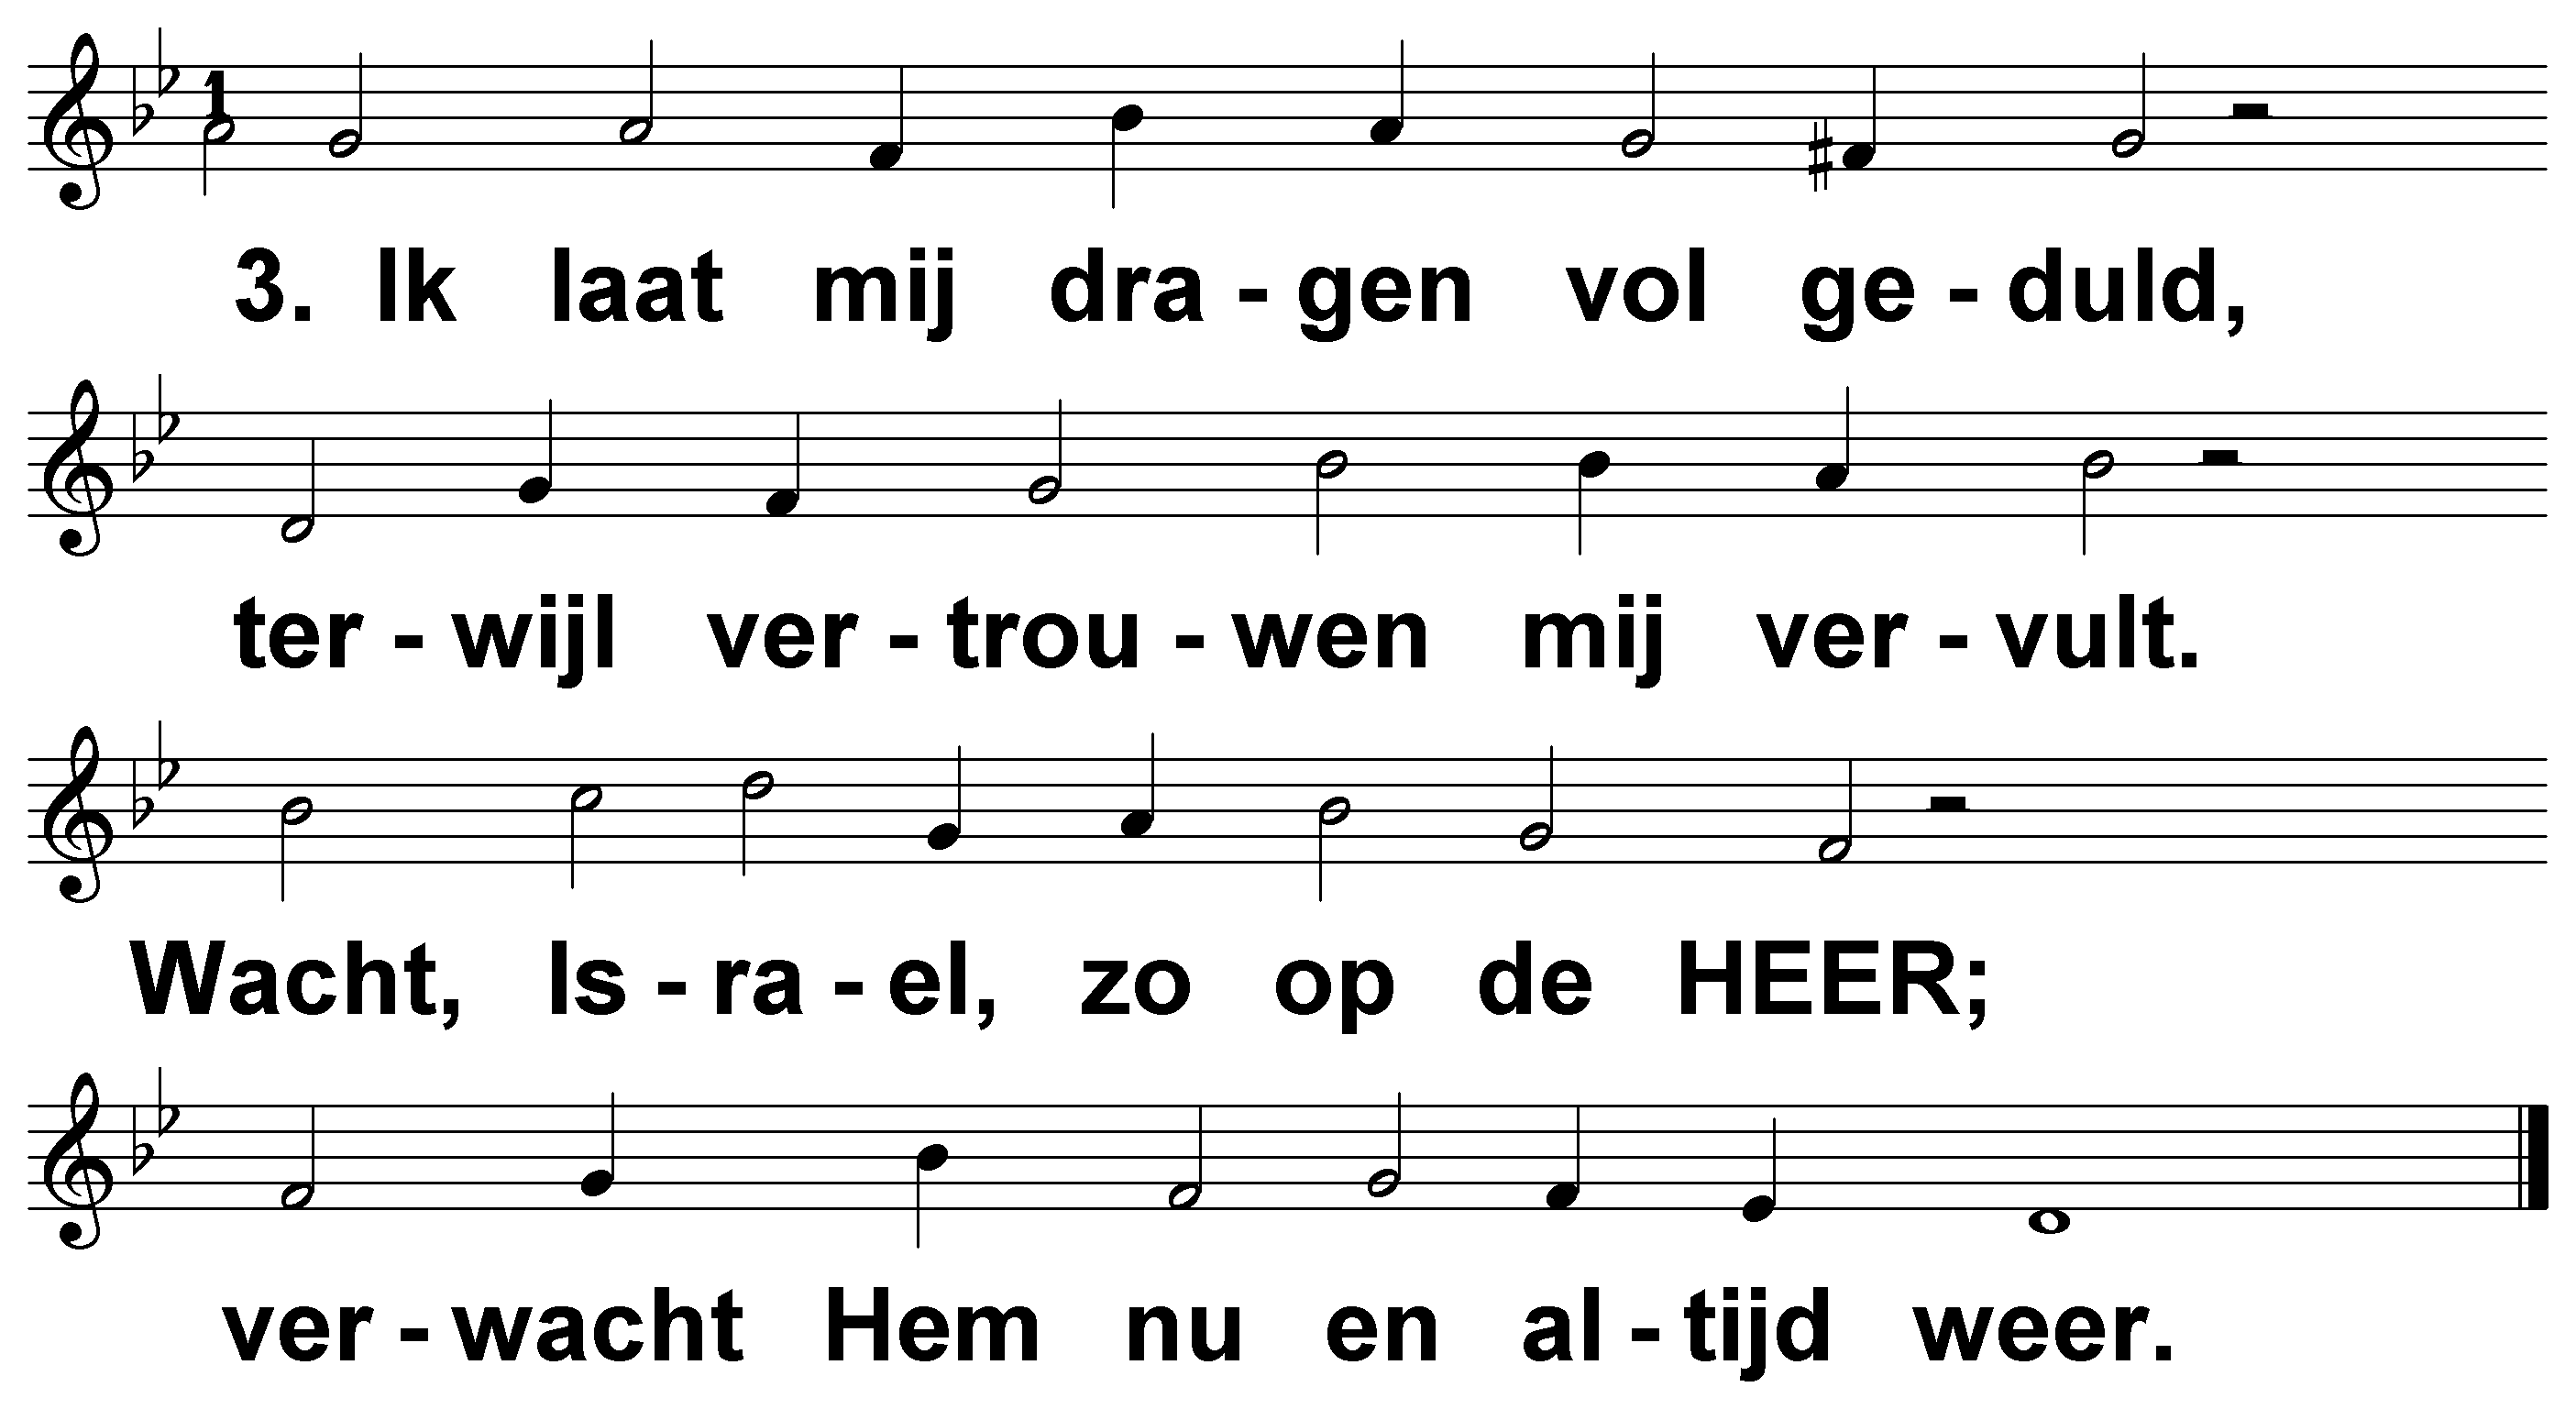 1
3. Ik laat mij dra - gen vol ge - duld,
ter - wijl ver - trou - wen mij ver - vult.
Wacht, Is - ra - el, zo op de HEER;
ver - wacht Hem nu en al - tijd weer.